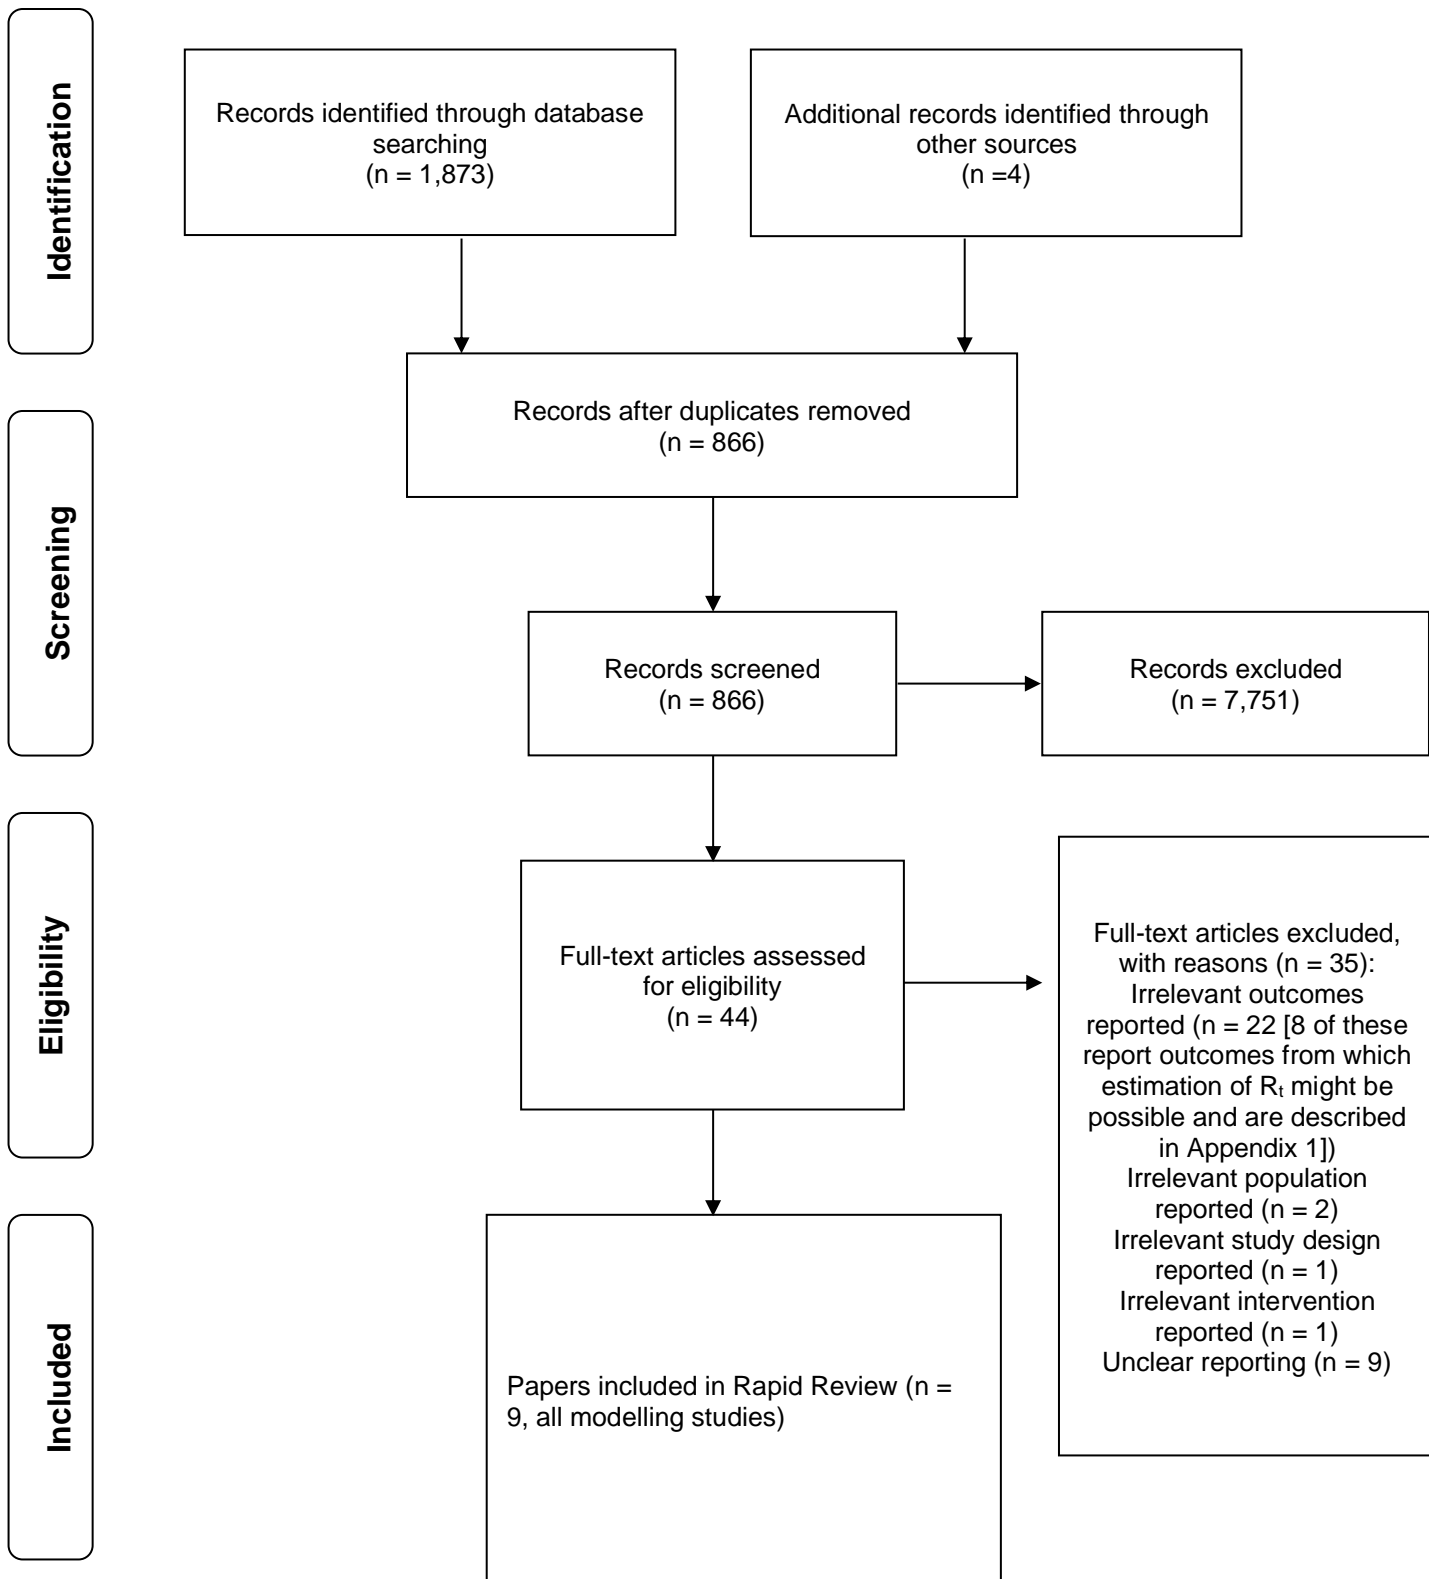 Identification
Records identified through database
searching
(n = 1,873)
Additional records identified through
other sources
(n =4)
Records after duplicates removed
(n = 866)
Screening
Records screened
(n = 866)
Records excluded
(n = 7,751)
Eligibility
Full-text articles assessed
for eligibility
(n = 44)
Full-text articles excluded,
with reasons (n = 35):
Irrelevant outcomes
reported (n = 22 [8 of these
report outcomes from which
estimation of Rₜ might be
possible and are described
in Appendix 1])
Irrelevant population
reported (n = 2)
Irrelevant study design
reported (n = 1)
Irrelevant intervention
reported (n = 1)
Unclear reporting (n = 9)
Included
Papers included in Rapid Review (n =
9, all modelling studies)